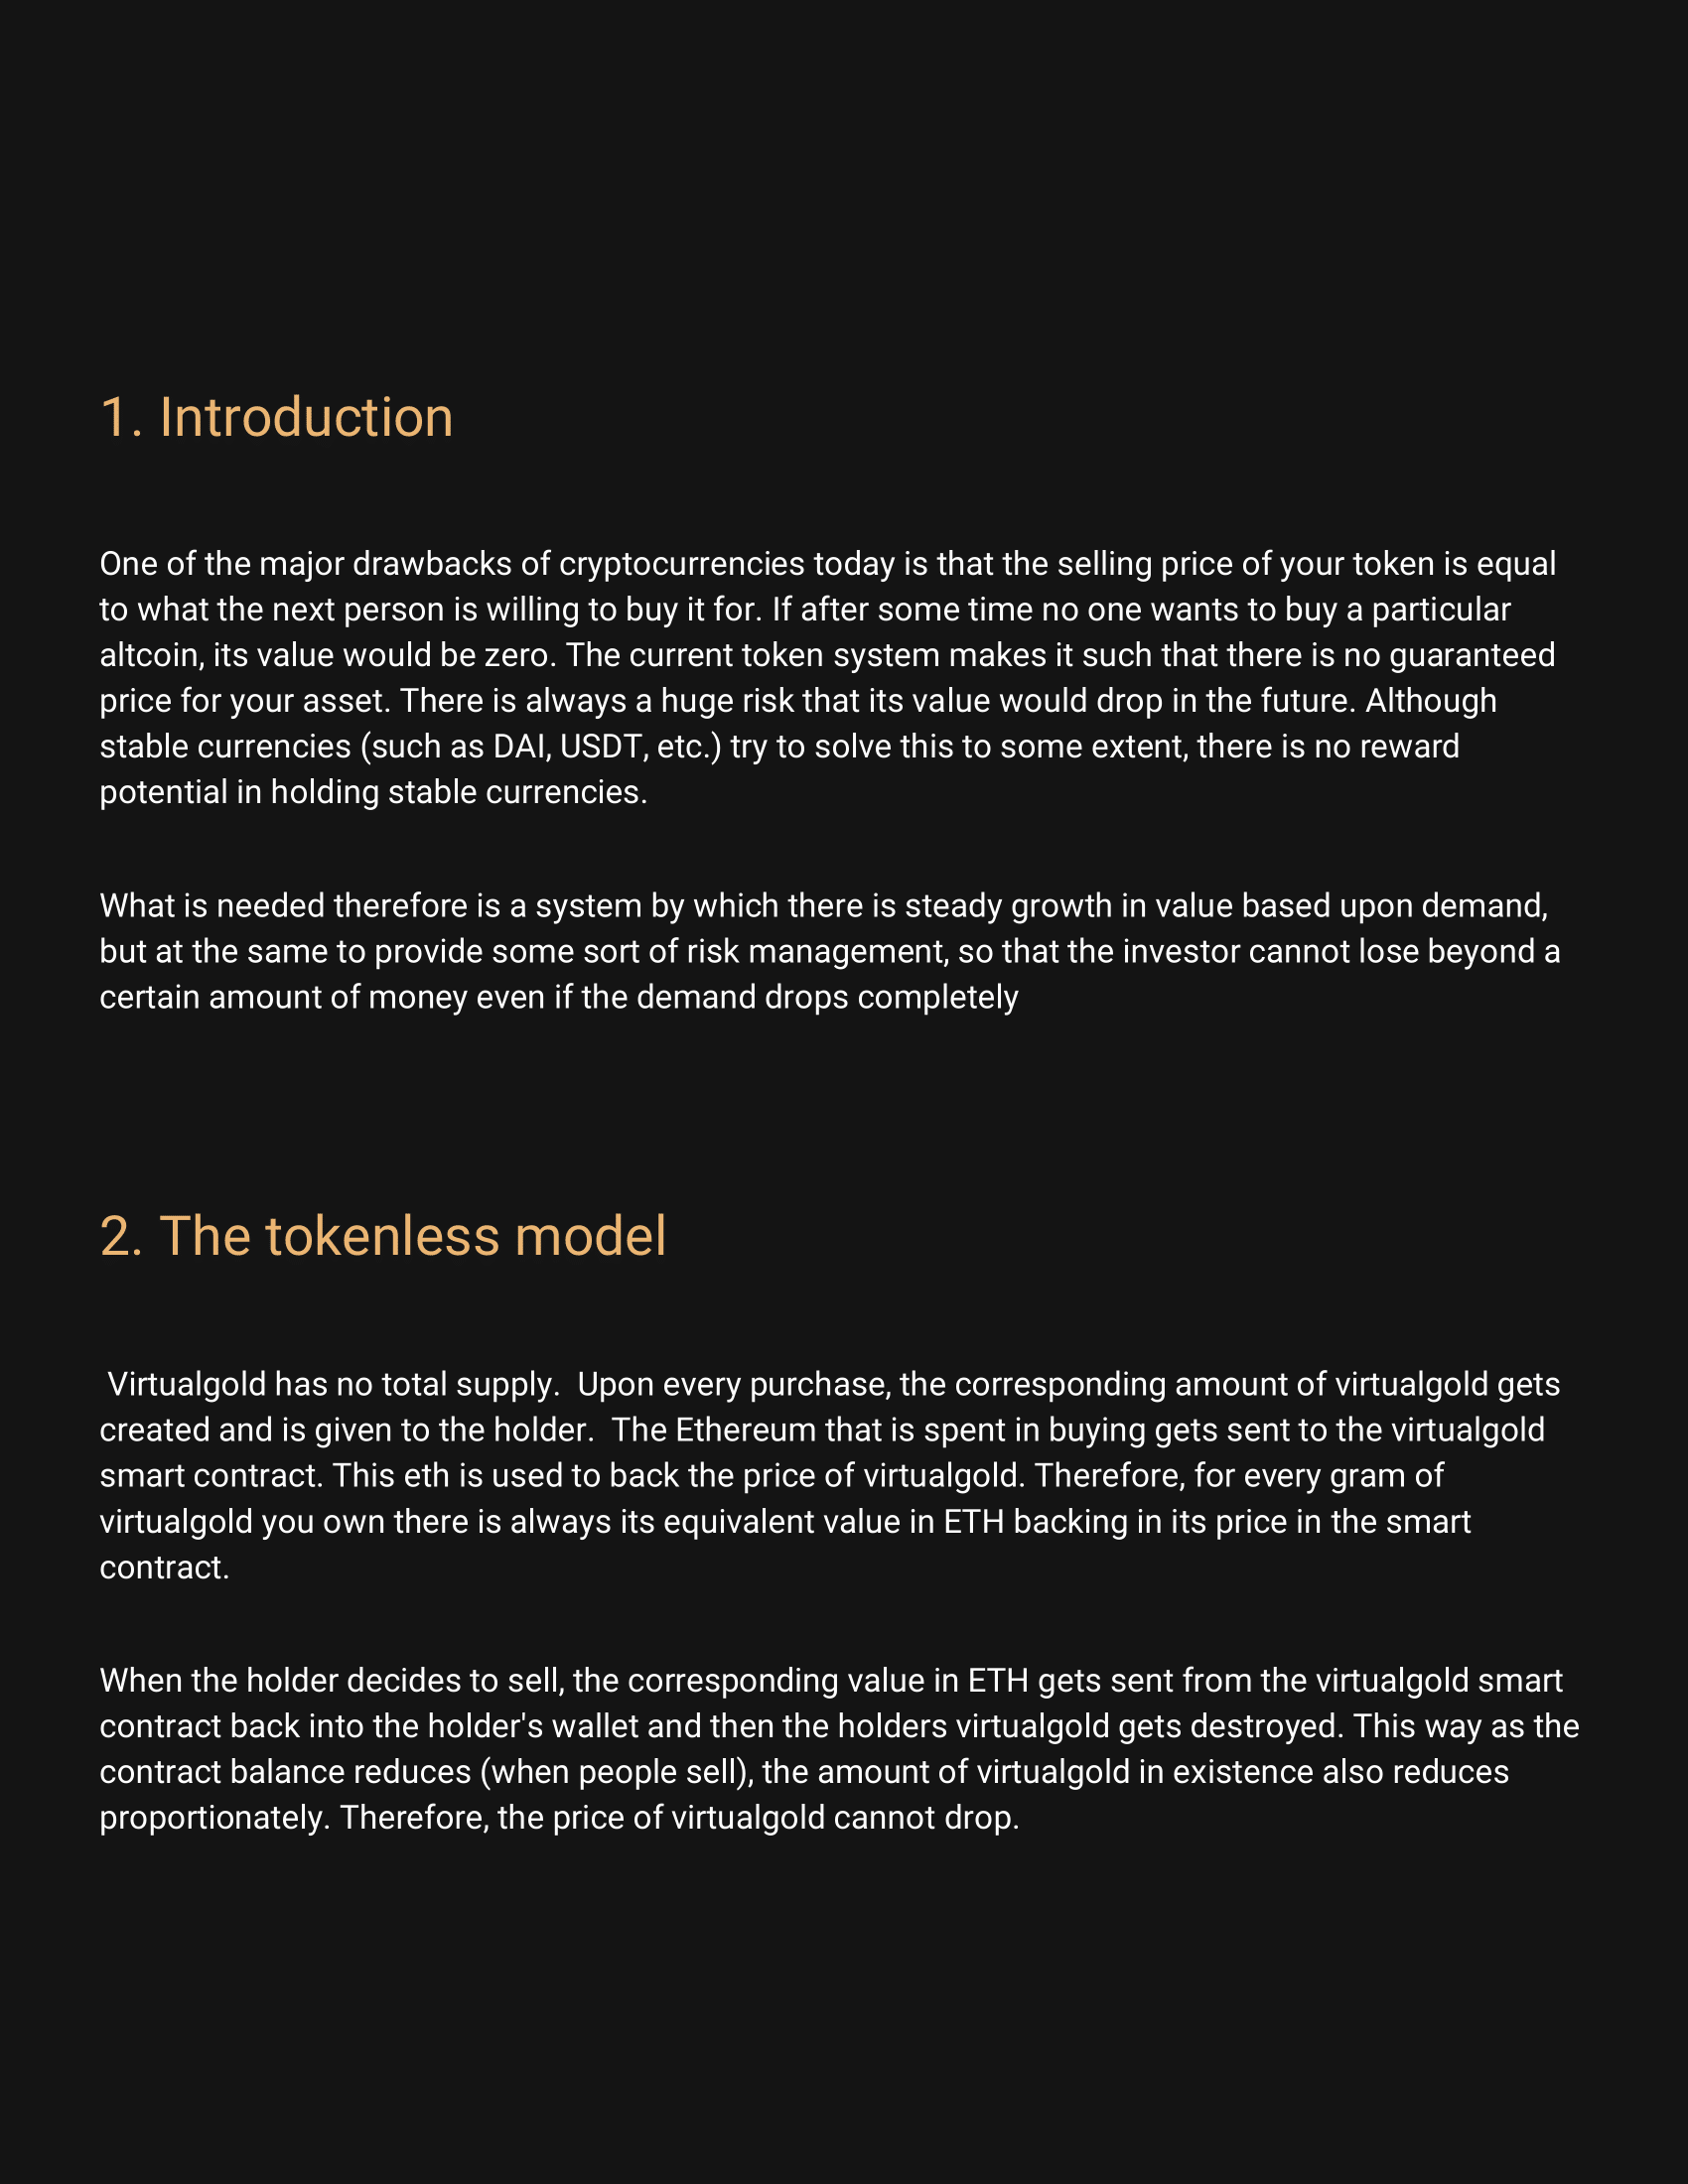 1. Introduction
One of the major drawbacks of cryptocurrencies today is that the selling price of your token is equal
to what the next person is willing to buy it for. If after some time no one wants to buy a particular
altcoin, its value would be zero. The current token system makes it such that there is no guaranteed
price for your asset. There is always a huge risk that its value would drop in the future. Although
stable currencies (such as DAI, USDT, etc.) try to solve this to some extent, there is no reward
potential in holding stable currencies.
What is needed therefore is a system by which there is steady growth in value based upon demand,
but at the same to provide some sort of risk management, so that the investor cannot lose beyond a
certain amount of money even if the demand drops completely
2. The tokenless model
Virtualgold has no total supply.  Upon every purchase, the corresponding amount of virtualgold gets
created and is given to the holder.  The Ethereum that is spent in buying gets sent to the virtualgold
smart contract. This eth is used to back the price of virtualgold. Therefore, for every gram of
virtualgold you own there is always its equivalent value in ETH backing in its price in the smart
contract.
When the holder decides to sell, the corresponding value in ETH gets sent from the virtualgold smart
contract back into the holder's wallet and then the holders virtualgold gets destroyed. This way as the
contract balance reduces (when people sell), the amount of virtualgold in existence also reduces
proportionately. Therefore, the price of virtualgold cannot drop.